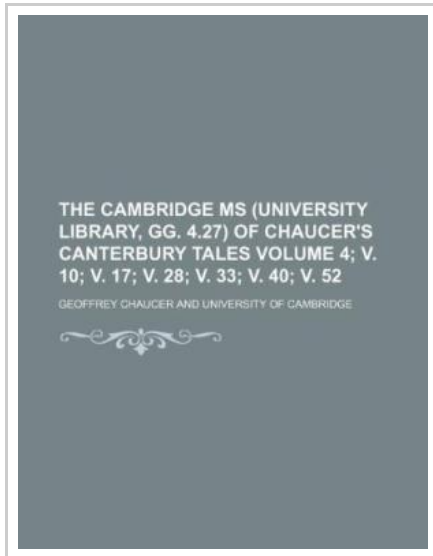 THE CAMBRIDGE MS (UNIVERSITY
LIBRARY, GG. 4.27) OF CHAUCER'S
CANTERBURY TALES VOLUME 4; V.
10; V. 17; V. 28; V. 33; V. 40; V. 52
GEOFFREY CHAUCER AND UNIVERSITY OF CAMBRIDGE